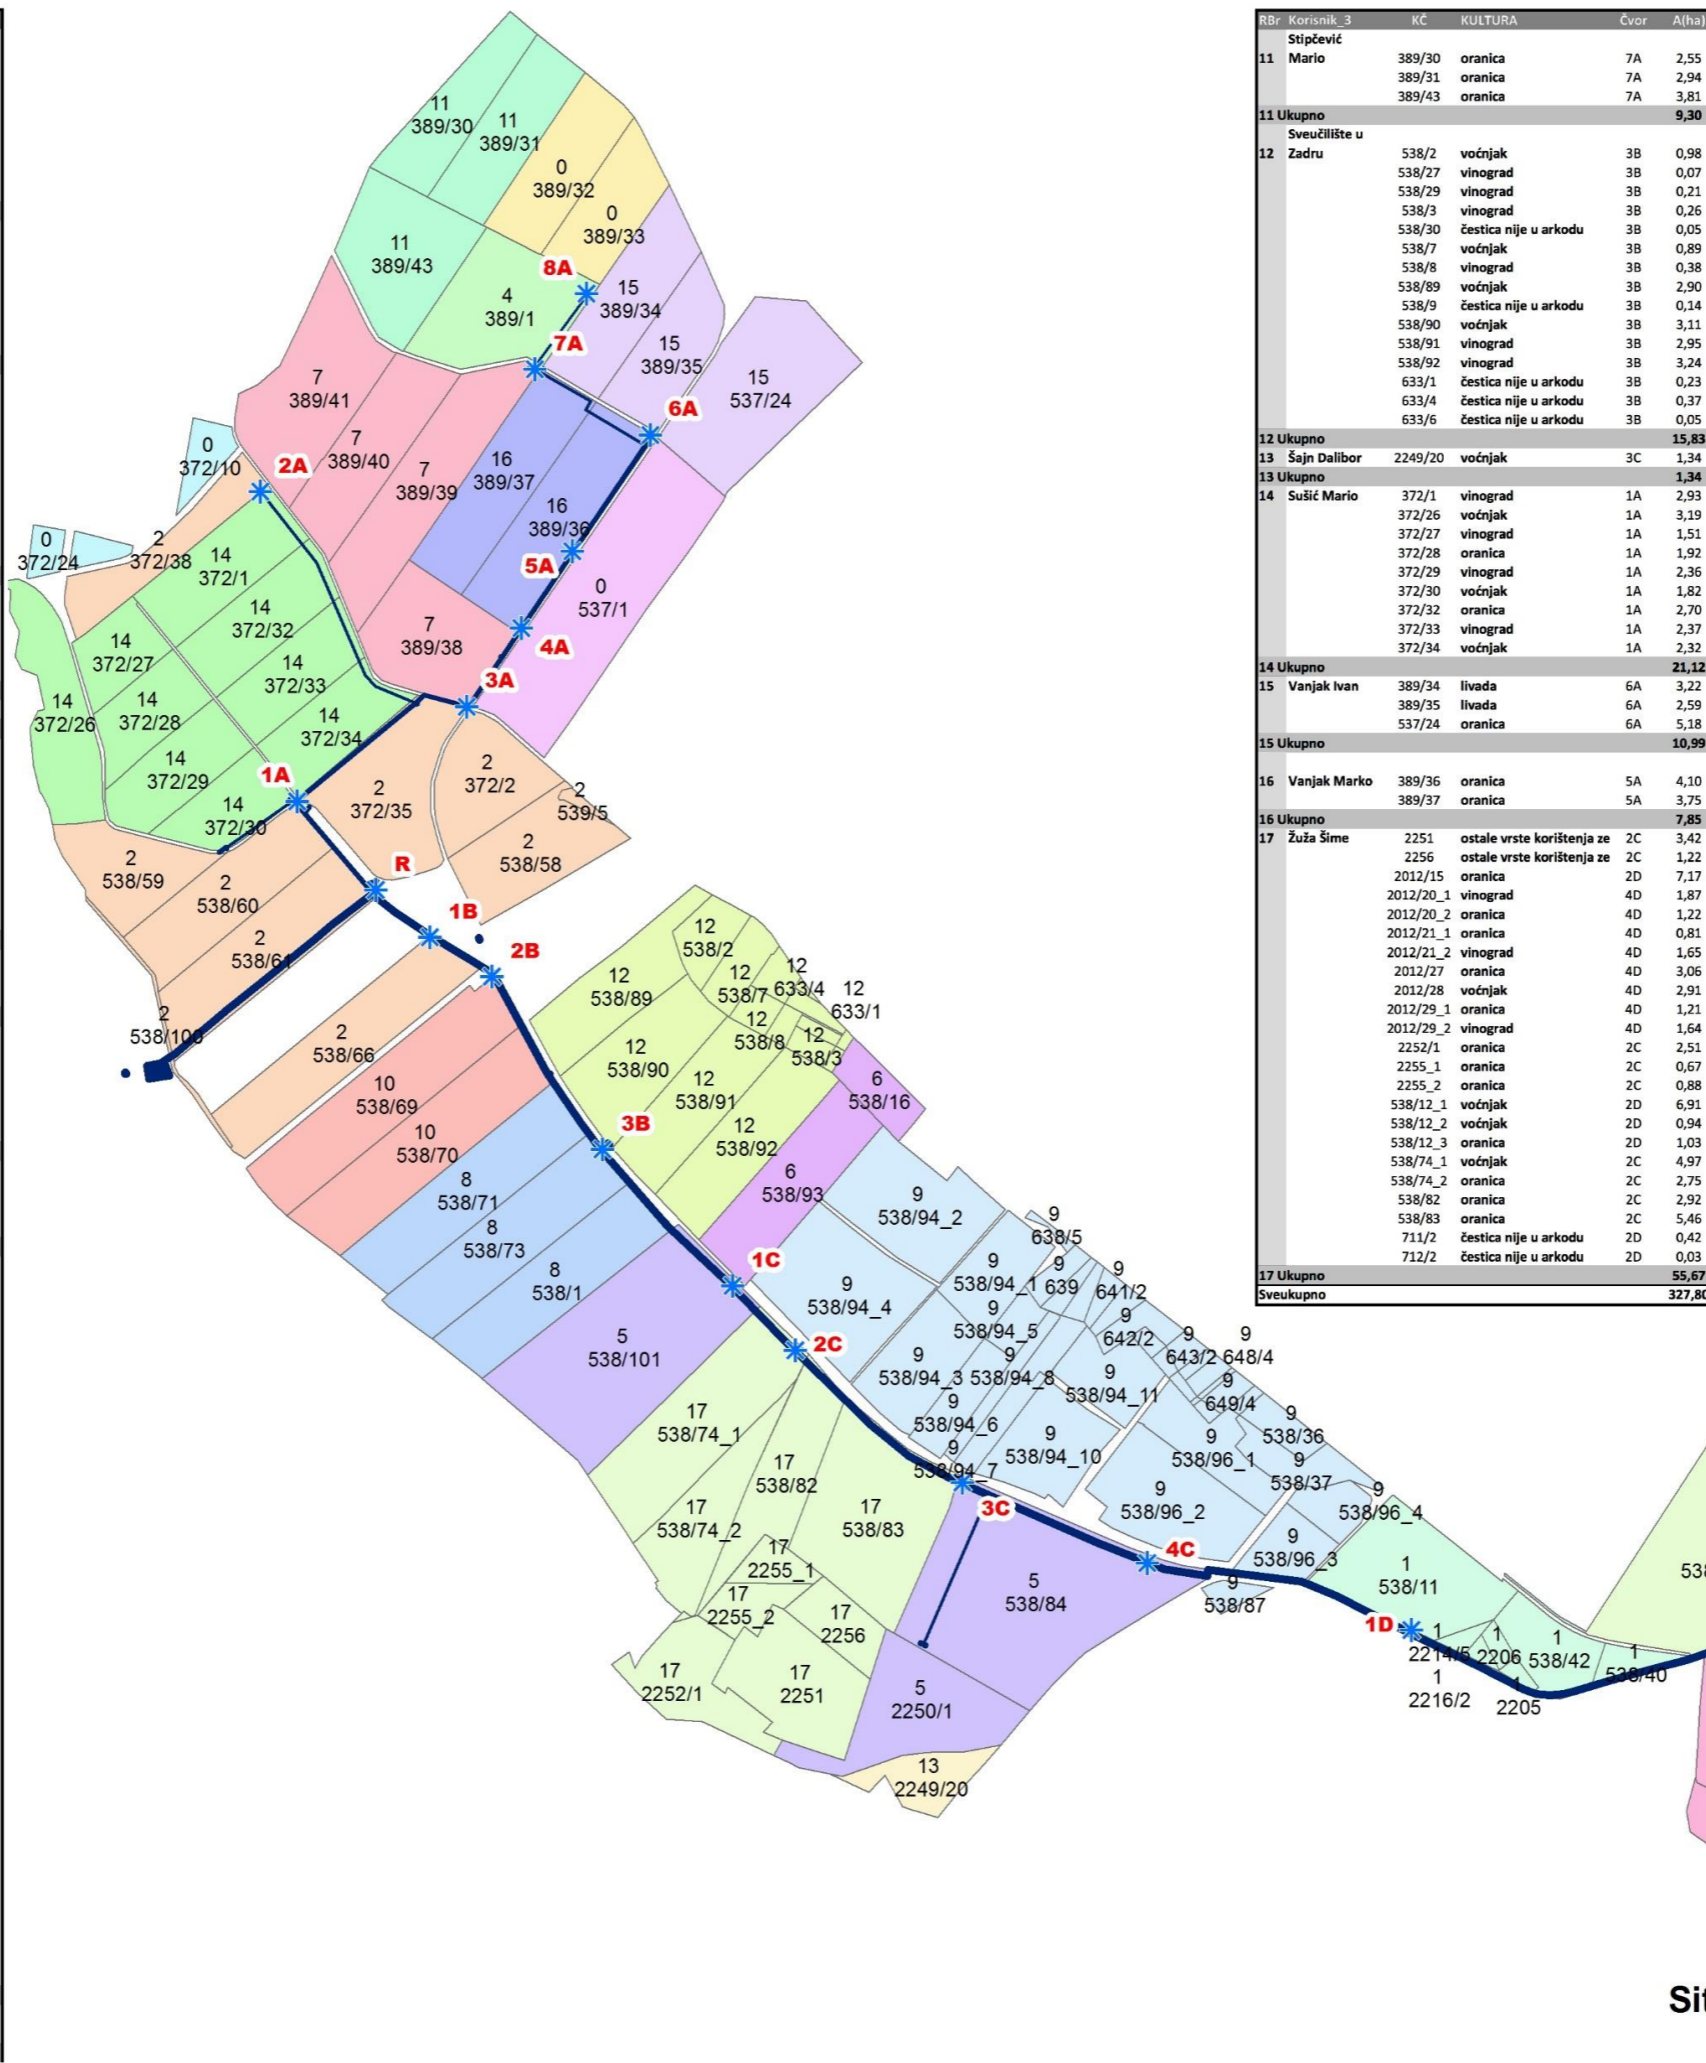 RBr Korisnik_3 KČ KULTURA Čvor A(ha)
Stipčević
11 Mario 389/30 oranica 7A 2,55
389/31 oranica 7A 2,94
389/43 oranica 7A 3,81
11 Ukupno 9,30
Sveučilište u
12 Zadru 538/2 voćnjak 3B 0,98
538/27 vinograd 3B 0,07
538/29 vinograd 3B 0,21
538/3 vinograd 3B 0,26
538/30 čestica nije u arkodu 3B 0,05
538/7 voćnjak 3B 0,89
538/8 vinograd 3B 0,38
538/89 voćnjak 3B 2,90
538/9 čestica nije u arkodu 3B 0,14
538/90 voćnjak 3B 3,11
538/91 vinograd 3B 2,95
538/92 vinograd 3B 3,24
633/1 čestica nije u arkodu 3B 0,23
633/4 čestica nije u arkodu 3B 0,37
633/6 čestica nije u arkodu 3B 0,05
12 Ukupno 15,83
13 Šajn Dalibor 2249/20 voćnjak 3C 1,34
13 Ukupno 1,34
14 Sušić Mario 372/1 vinograd 1A 2,93
372/26 voćnjak 1A 3,19
372/27 vinograd 1A 1,51
372/28 oranica 1A 1,92
372/29 vinograd 1A 2,36
372/30 voćnjak 1A 1,82
372/32 oranica 1A 2,70
372/33 vinograd 1A 2,37
372/34 voćnjak 1A 2,32
14 Ukupno 21,12
15 Vanjak Ivan 389/34 livada 6A 3,22
389/35 livada 6A 2,59
537/24 oranica 6A 5,18
15 Ukupno 10,99
16 Vanjak Marko 389/36 oranica 5A 4,10
389/37 oranica 5A 3,75
16 Ukupno 7,85
17 Žuža Šime 2251 ostale vrste korištenja ze 2C 3,42
2256 ostale vrste korištenja ze 2C 1,22
2012/15 oranica 2D 7,17
2012/20_1 vinograd 4D 1,87
2012/20_2 oranica 4D 1,22
2012/21_1 oranica 4D 0,81
2012/21_2 vinograd 4D 1,65
2012/27 oranica 4D 3,06
2012/28 voćnjak 4D 2,91
2012/29_1 oranica 4D 1,21
2012/29_2 vinograd 4D 1,64
2252/1 oranica 2C 2,51
2255_1 oranica 2C 0,67
2255_2 oranica 2C 0,88
538/12_1 voćnjak 2D 6,91
538/12_2 voćnjak 2D 0,94
538/12_3 oranica 2D 1,03
538/74_1 voćnjak 2C 4,97
538/74_2 oranica 2C 2,75
538/82 oranica 2C 2,92
538/83 oranica 2C 5,46
711/2 čestica nije u arkodu 2D 0,42
712/2 čestica nije u arkodu 2D 0,03
17 Ukupno 55,67
Sveukupno 327,80
11
389/30
11
389/31
0
389/32
0
389/33
11
389/43
8A
4
389/1
15
389/34
7A
15
389/35
15
537/24
7
389/41
6A
0
372/10
7
389/40
2A
7
389/39
16
389/37
16
389/36
0
372/24
2
372/38
14
372/1
5A
0
537/1
14
372/32
14
372/27
7
389/38
4A
14
372/33
3A
14
372/26
14
372/28
14
372/34
14
372/29
1A
2
372/35
2
372/2
2
539/5
14
372/30
2
538/58
2
538/59
R
2
538/60
1B
2
538/61
2B
12
538/2
12
538/89
12
538/7
12
633/4
12
633/1
2
538/100
2
538/66
12
538/8
12
538/3
12
538/90
10
538/69
12
538/91
6
538/16
10
538/70
3B
12
538/92
8
538/71
6
538/93
9
538/94_2
8
538/73
9
638/5
8
538/1
1C
9
538/94_1
9
639
9
641/2
9
538/94_4
9
538/94_5
9
642/2
5
538/101
2C
9
643/2
9
648/4
9
538/94_3
9
538/94_8
9
538/94_11
9
649/4
17
538/74_1
9
538/94_6
9
538/36
9
538/94_7
9
538/94_10
9
538/96_1
9
538/37
17
538/82
3C
9
538/96_2
9
538/96_4
17
538/74_2
17
538/83
4C
9
538/96_3
17
2255_1
5
538/84
9
538/87
1
538/11
538
17
2255_2
17
2256
1D
1
2214/5
1
2206
1
538/42
1
538/40
17
2252/1
17
2251
5
2250/1
1
2216/2
1
2205
13
2249/20
Sit